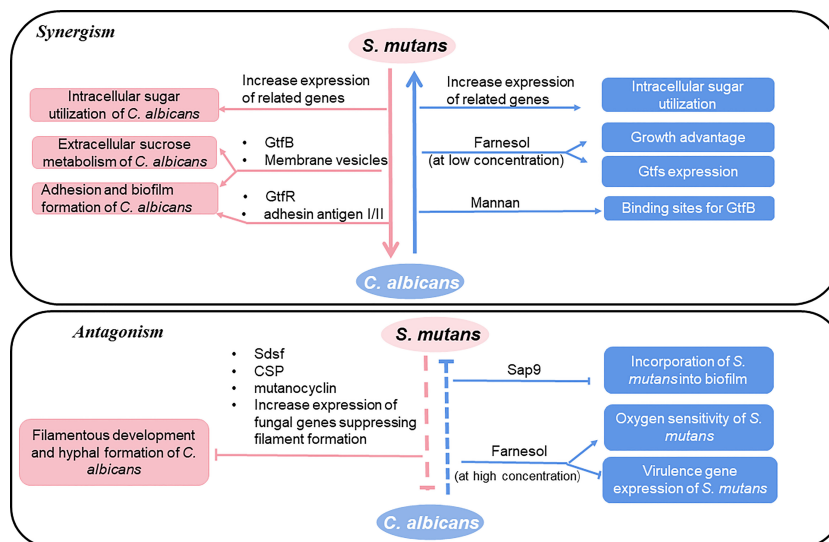 Synergism
S. mutans
Increase expression
of related genes
Intracellular sugar
utilization of C. albicans
• GtfB
• Membrane vesicles
Extracellular sucrose
metabolism of C. albicans
Adhesion and biofilm
formation of C. albicans
• GtfR
• adhesin antigen I/II
Increase expression
of related genes
Intracellular sugar
utilization
Farnesol
(at low concentration)
Growth advantage
Gtfs expression
Mannan
Binding sites for GtfB
C. albicans
Antagonism
S. mutans
• Sdsf
• CSP
• mutanocyclin
• Increase expression of
fungal genes suppressing
filament formation
Filamentous development
and hyphal formation of C.
albicans
Sap9
Incorporation of S.
mutans into biofilm
Farnesol
(at high concentration)
Oxygen sensitivity of S.
mutans
Virulence gene
expression of S. mutans
C. albicans